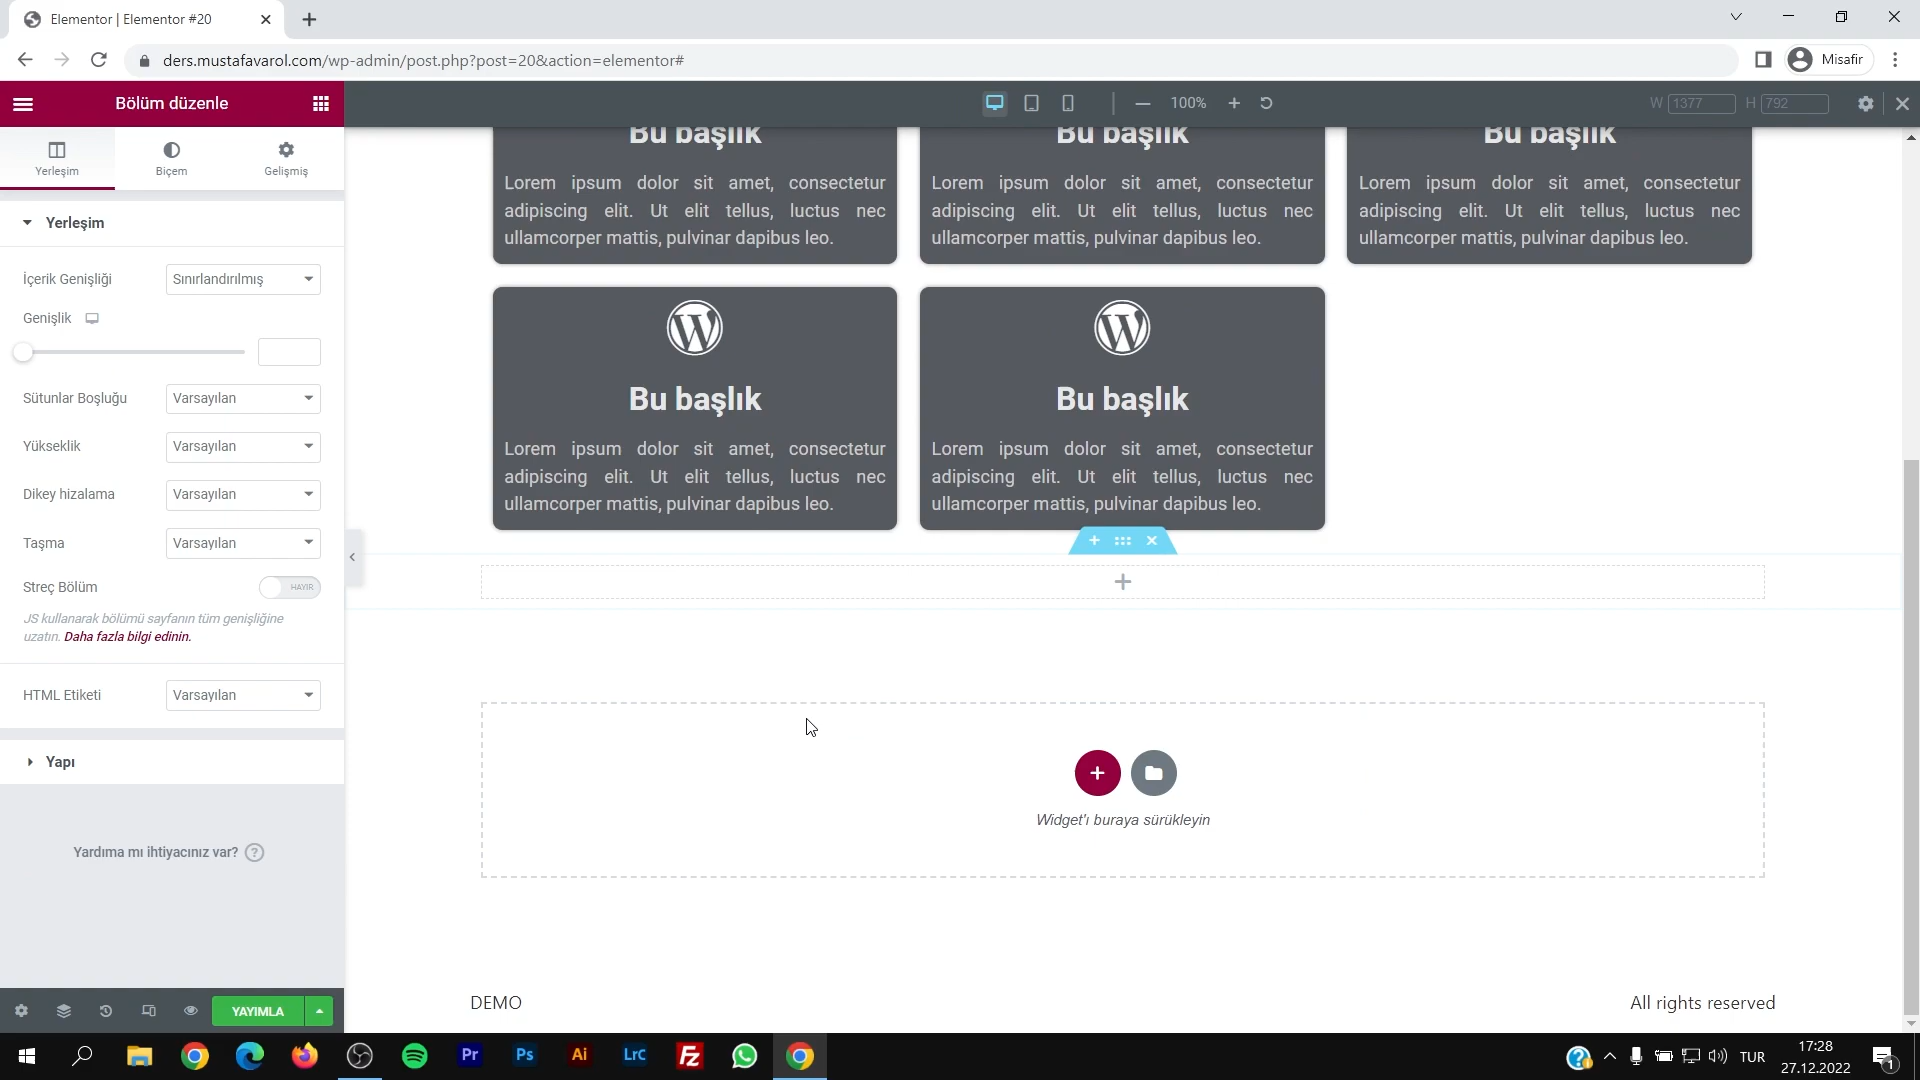 Elementor | Elementor #20
ders.mustafavarol.com/wp-admin/post.php?post=20&action=elementor#
Misafir
Bölüm düzenle
100%
W 1377 H 792
Yerleşim
Biçem
Gelişmiş
Yerleşim
İçerik Genişliği
Sınırlandırılmış
Genişlik
Sütunlar Boşluğu
Varsayılan
Yükseklik
Varsayılan
Dikey hizalama
Varsayılan
Taşma
Varsayılan
Streç Bölüm
HAYIR
JS kullanarak bölümü sayfanın tüm genişliğine
uzatın. Daha fazla bilgi edinin.
HTML Etiketi
Varsayılan
Yapı
Yardıma mı ihtiyacınız var? ?
YAYIMLA
Bu başlık
Lorem ipsum dolor sit amet, consectetur
adipiscing elit. Ut elit tellus, luctus nec
ullamcorper mattis, pulvinar dapibus leo.
Bu başlık
Lorem ipsum dolor sit amet, consectetur
adipiscing elit. Ut elit tellus, luctus nec
ullamcorper mattis, pulvinar dapibus leo.
Bu başlık
Lorem ipsum dolor sit amet, consectetur
adipiscing elit. Ut elit tellus, luctus nec
ullamcorper mattis, pulvinar dapibus leo.
Bu başlık
Lorem ipsum dolor sit amet, consectetur
adipiscing elit. Ut elit tellus, luctus nec
ullamcorper mattis, pulvinar dapibus leo.
Bu başlık
Lorem ipsum dolor sit amet, consectetur
adipiscing elit. Ut elit tellus, luctus nec
ullamcorper mattis, pulvinar dapibus leo.
Widget'ı buraya sürükleyin
DEMO
All rights reserved
Pr
Ps
Ai
LrC
Fz
TUR
17:28
27.12.2022
1